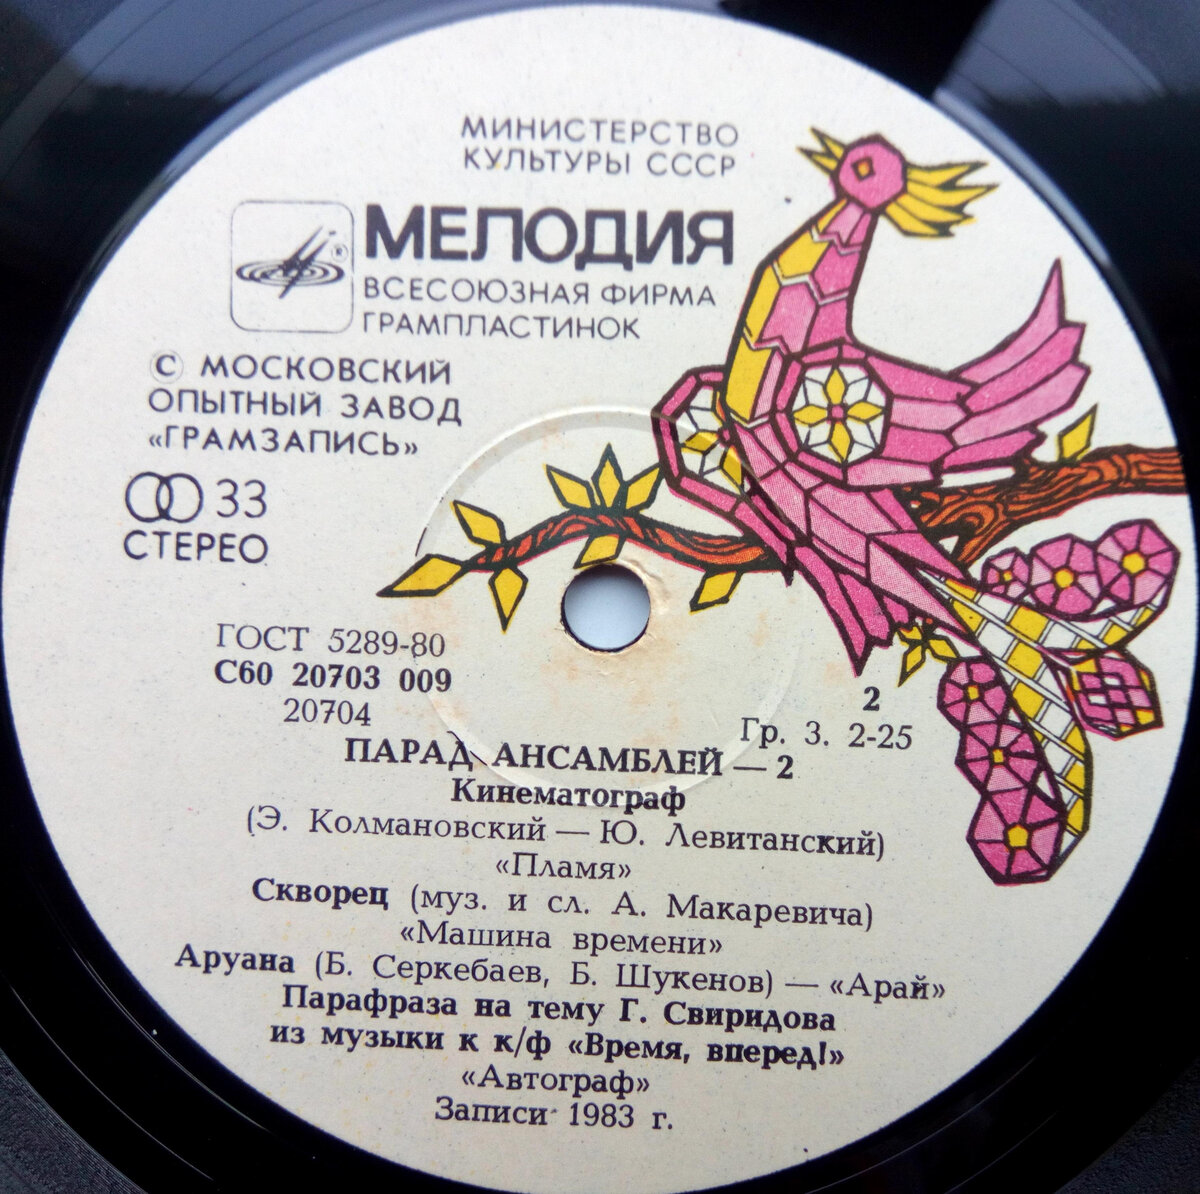 МИНИСТЕРСТВО
КУЛЬТУРЫ СССР
МЕЛОДИЯ
®
ВСЕСОЮЗНАЯ ФИРМА
ГРАМПЛАСТИНОК
© МОСКОВСКИЙ
ОПЫТНЫЙ ЗАВОД
«ГРАМЗАПИСЬ»
33
СТЕРЕО
ГОСТ 5289-80
С60 20703 009
20704
2
Гр. 3. 2-25
ПАРАД АНСАМБЛЕЙ — 2
Кинематограф
(Э. Колмановский — Ю. Левитанский)
«Пламя»
Скворец (муз. и сл. А. Макаревича)
«Машина времени»
Аруана (Б. Серкебаев, Б. Шукенов) — «Арай»
Парафраза на тему Г. Свиридова
из музыки к к/ф «Время, вперед!»
«Автограф»
Записи 1983 г.